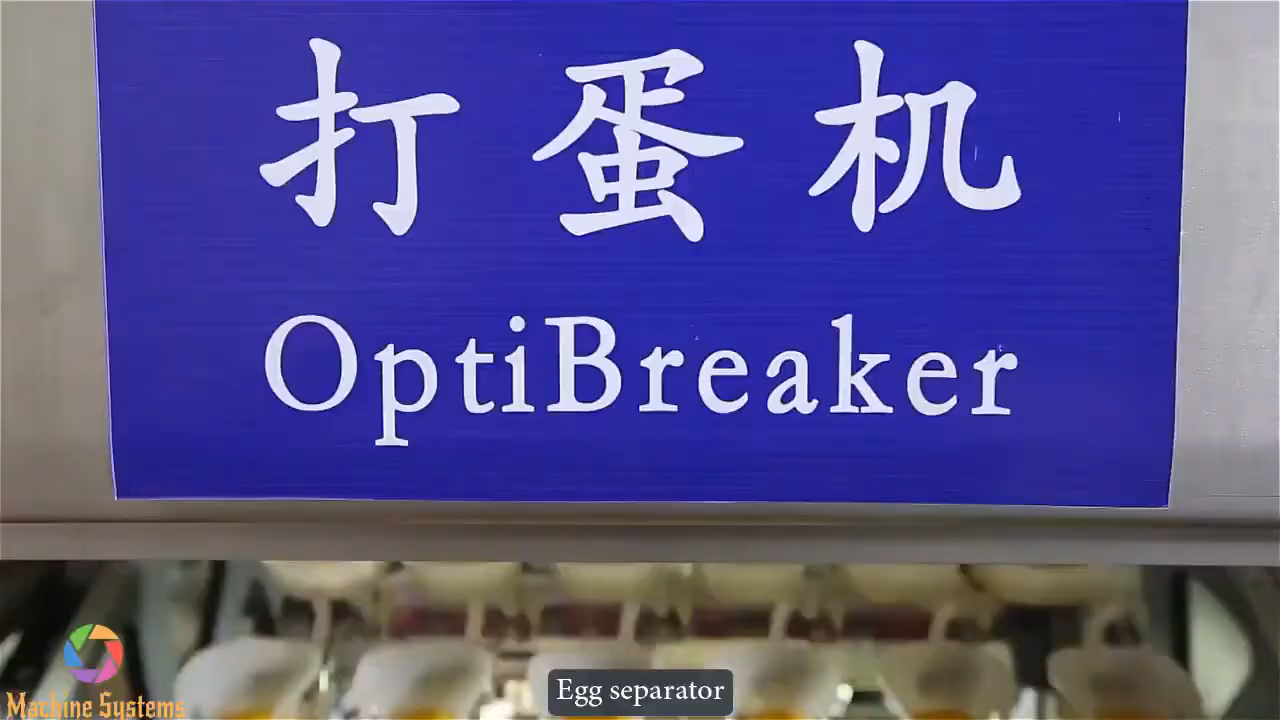 打蛋机
OptiBreaker
Egg separator
Machine Systems